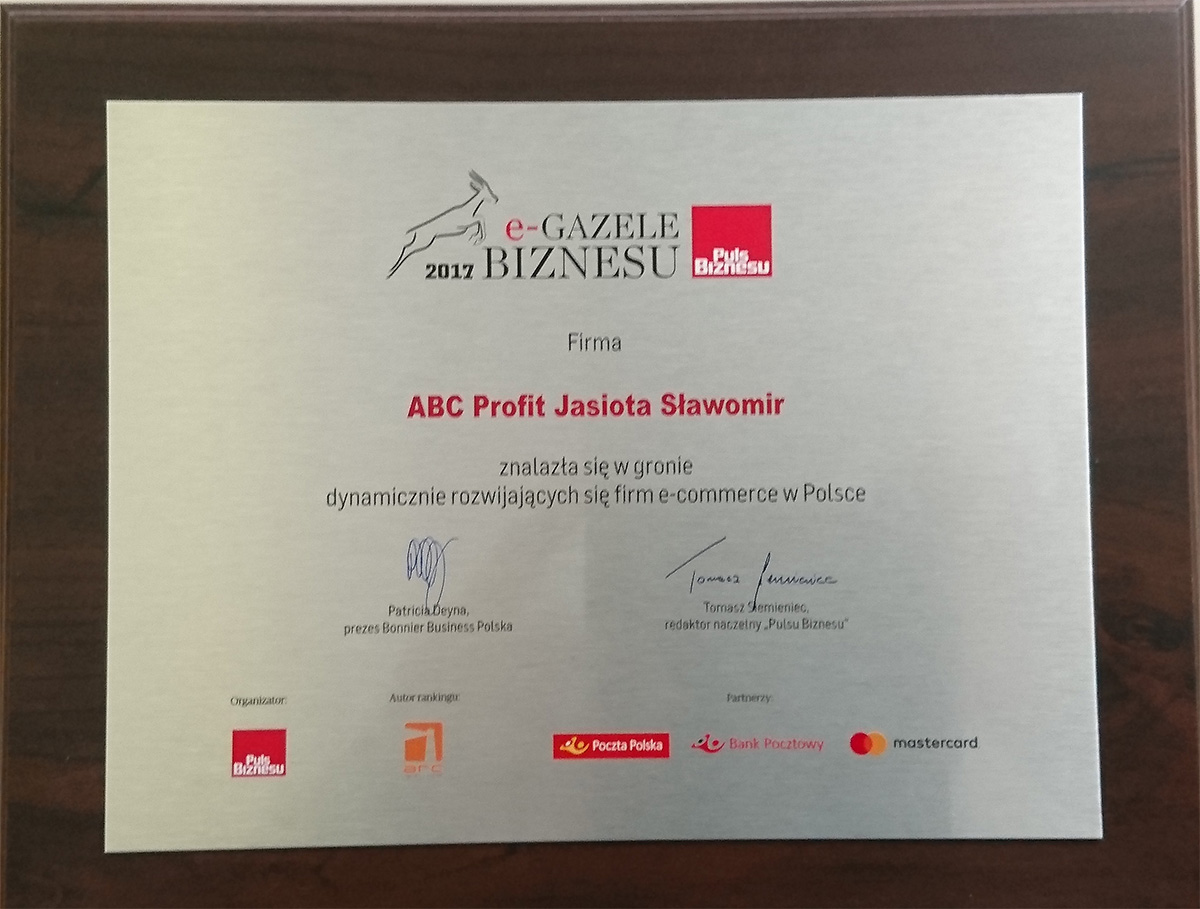 e-GAZELE
2017 BIZNESU
Puls
Biznesu
Firma
ABC Profit Jasiota Sławomir
znalazła się w gronie
dynamicznie rozwijających się firm e-commerce w Polsce
Tomasz Siemieniec
Patricia Deyna,
prezes Bonnier Business Polska
Tomasz Siemieniec,
redaktor naczelny „Pulsu Biznesu”
Organizator:
Autor rankingu:
Partnerzy:
Puls
Biznesu
arc
Poczta Polska
Bank Pocztowy
mastercard